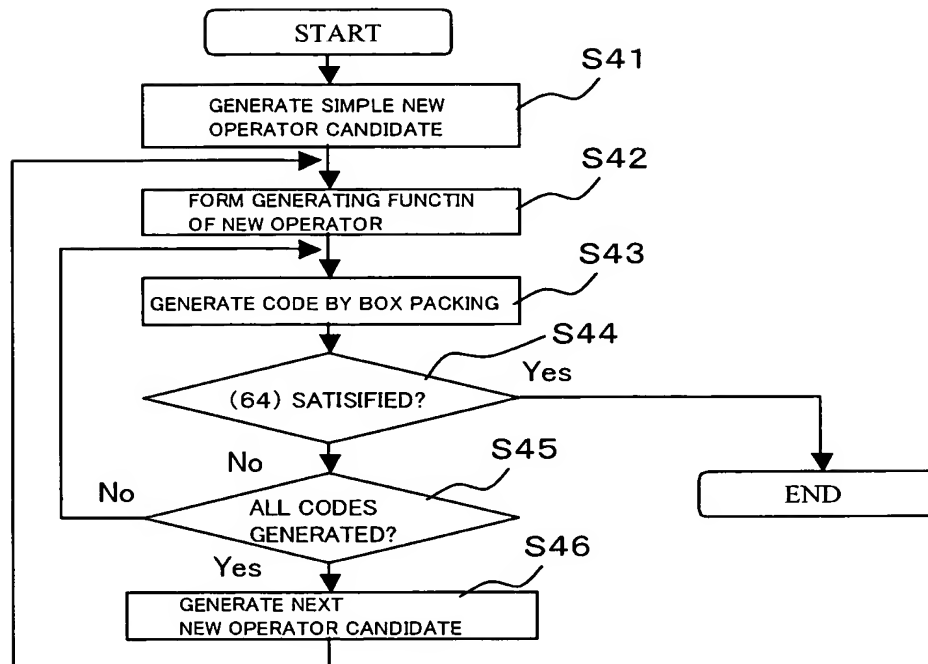 START
S41
GENERATE SIMPLE NEW
OPERATOR CANDIDATE
S42
FORM GENERATING FUNCTIN
OF NEW OPERATOR
S43
GENERATE CODE BY BOX PACKING
S44
Yes
(64) SATISIFIED?
No
S45
No
END
ALL CODES
GENERATED?
Yes
S46
GENERATE NEXT
NEW OPERATOR CANDIDATE